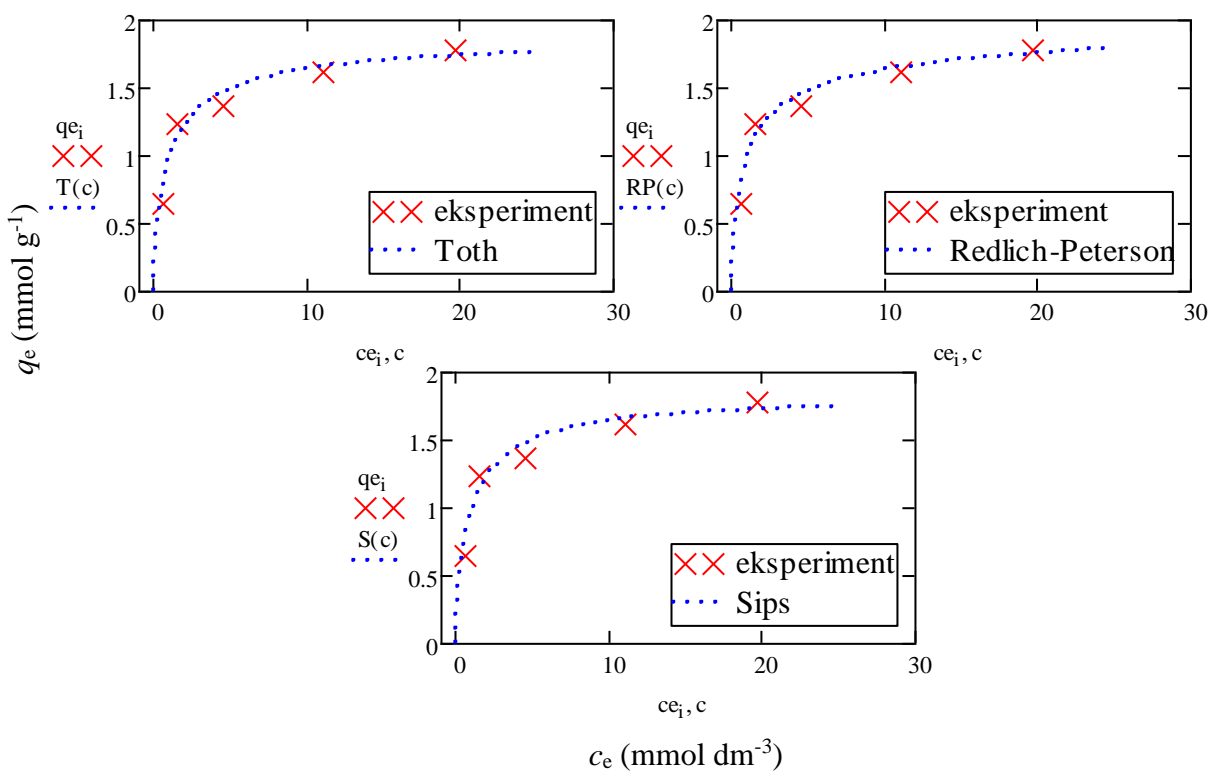 2
1.5
1
0.5
0
0
10
20
30
qe_i
T(c)
eksperiment
Toth
ce_i, c
2
1.5
1
0.5
0
0
10
20
30
qe_i
RP(c)
eksperiment
Redlich-Peterson
ce_i, c
q_e (mmol g^-1)
2
1.5
1
0.5
0
0
10
20
30
qe_i
S(c)
eksperiment
Sips
ce_i, c
c_e (mmol dm^-3)